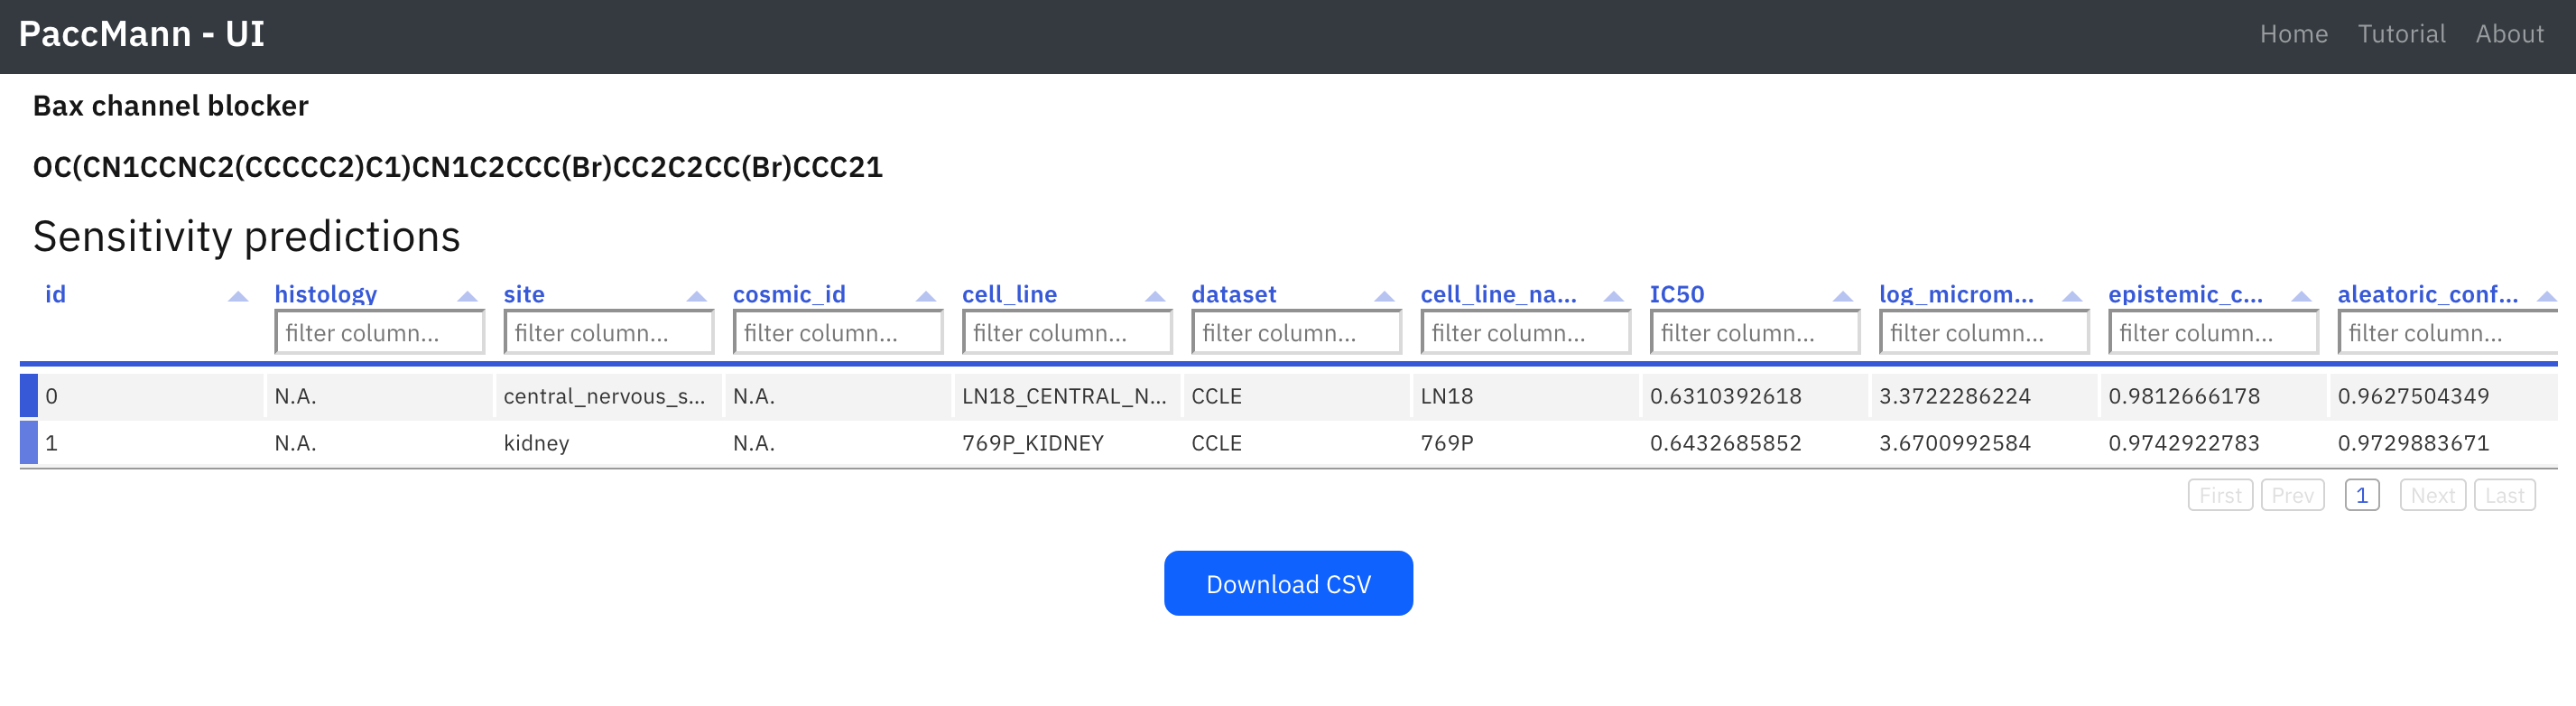 PaccMann - UI Home Tutorial About
Bax channel blocker
OC(CN1CCNC2(CCCCC2)C1)CN1C2CCC(Br)CC2C2CC(Br)CCC21
Sensitivity predictions
id histology site cosmic_id cell_line dataset cell_line_na... IC50 log_microm... epistemic_c... aleatoric_conf...
filter column... filter column... filter column... filter column... filter column... filter column... filter column... filter column... filter column... filter column...
0 N.A. central_nervous_s... N.A. LN18_CENTRAL_N... CCLE LN18 0.6310392618 3.3722286224 0.9812666178 0.9627504349
1 N.A. kidney N.A. 769P_KIDNEY CCLE 769P 0.6432685852 3.6700992584 0.9742922783 0.9729883671
First Prev 1 Next Last
Download CSV